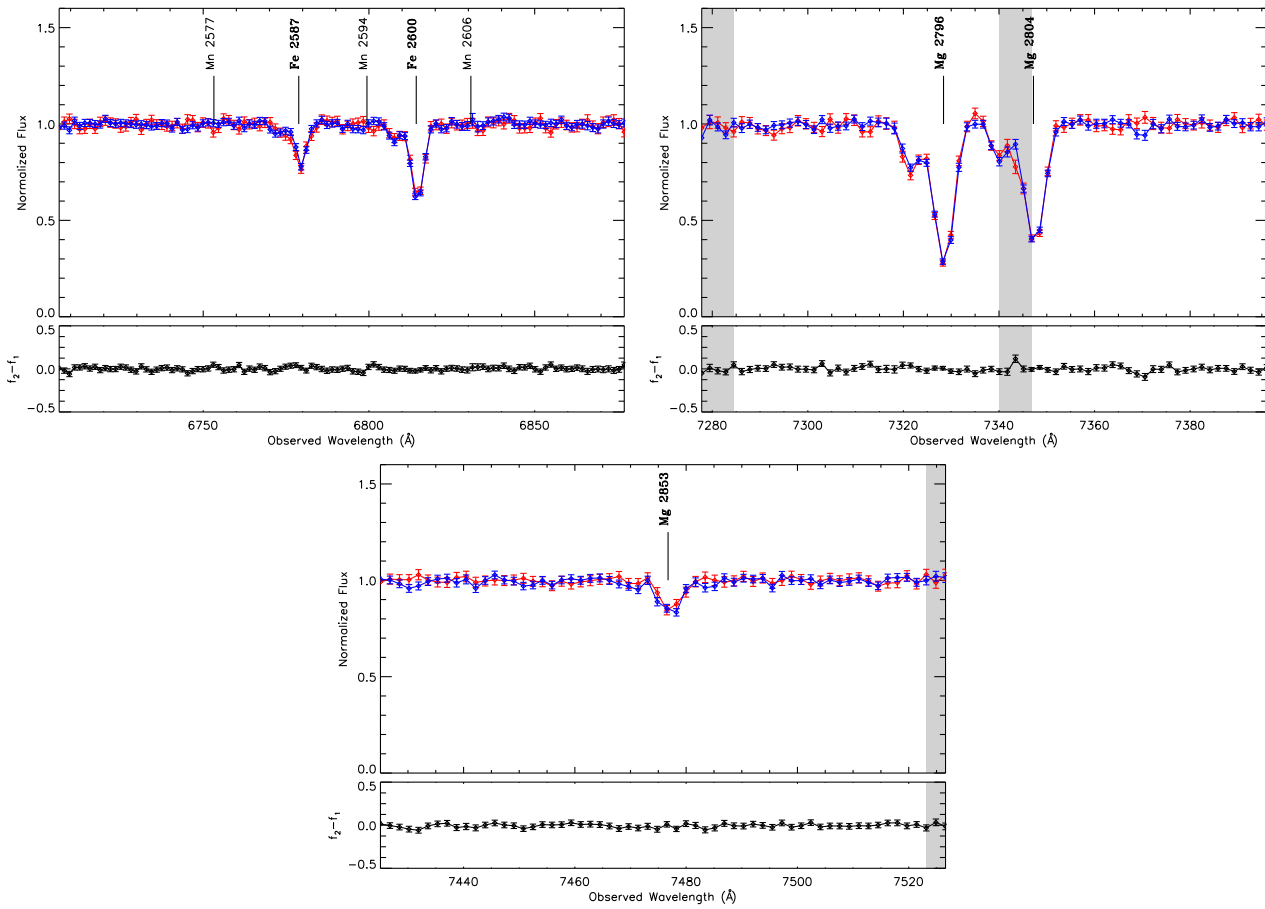 Mn 2577
Fe 2587
Mn 2594
Fe 2600
Mn 2606
1.5
1.0
0.5
0.0
Normalized Flux
0.5
0.0
−0.5
f₂−f₁
6750 6800 6850
Observed Wavelength (Å)
Mg 2796
Mg 2804
1.5
1.0
0.5
0.0
Normalized Flux
0.5
0.0
−0.5
f₂−f₁
7280 7300 7320 7340 7360 7380
Observed Wavelength (Å)
Mg 2853
1.5
1.0
0.5
0.0
Normalized Flux
0.5
0.0
−0.5
f₂−f₁
7440 7460 7480 7500 7520
Observed Wavelength (Å)